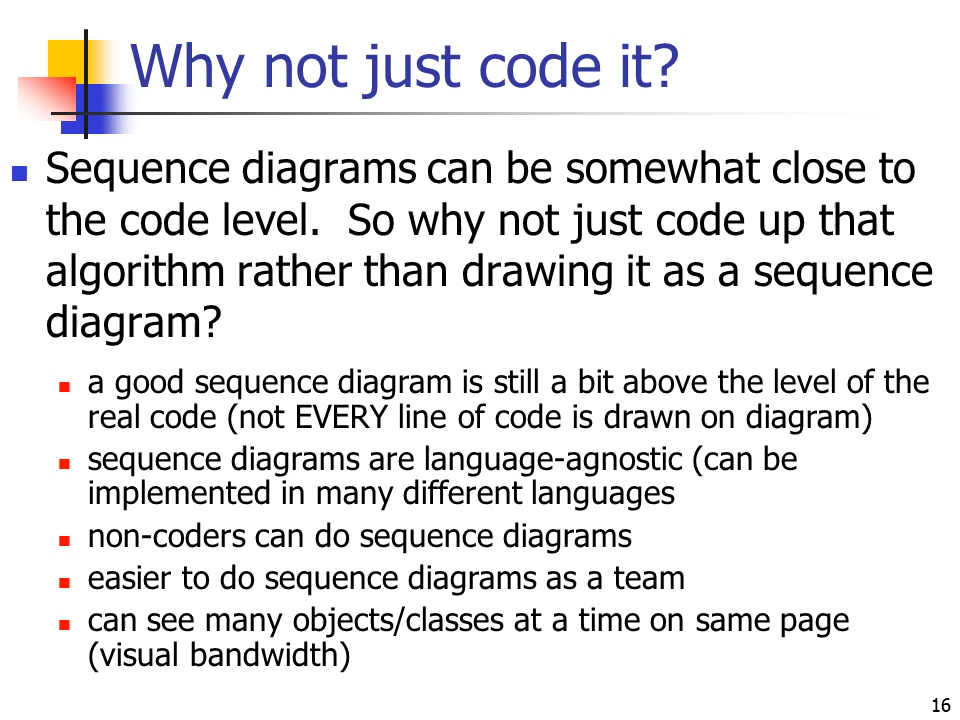 Why not just code it?
Sequence diagrams can be somewhat close to
the code level.  So why not just code up that
algorithm rather than drawing it as a sequence
diagram?
a good sequence diagram is still a bit above the level of the
real code (not EVERY line of code is drawn on diagram)
sequence diagrams are language-agnostic (can be
implemented in many different languages
non-coders can do sequence diagrams
easier to do sequence diagrams as a team
can see many objects/classes at a time on same page
(visual bandwidth)
16